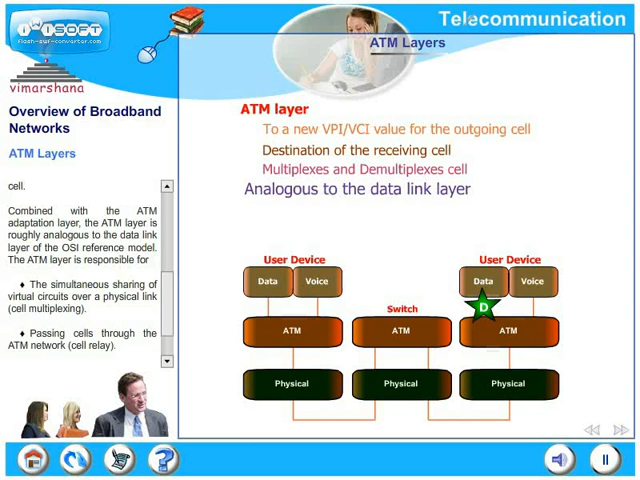 iWiSOFT
flash-swf-converter.com
Telecommunication
ATM Layers
vimarshana
Overview of Broadband
Networks
ATM Layers
cell.
Combined with the ATM
adaptation layer, the ATM layer is
roughly analogous to the data link
layer of the OSI reference model.
The ATM layer is responsible for
♦ The simultaneous sharing of
virtual circuits over a physical link
(cell multiplexing).
♦ Passing cells through the
ATM network (cell relay).
ATM layer
To a new VPI/VCI value for the outgoing cell
Destination of the receiving cell
Multiplexes and Demultiplexes cell
Analogous to the data link layer
User Device
User Device
Data
Voice
Data
Voice
D
Switch
ATM
ATM
ATM
Physical
Physical
Physical